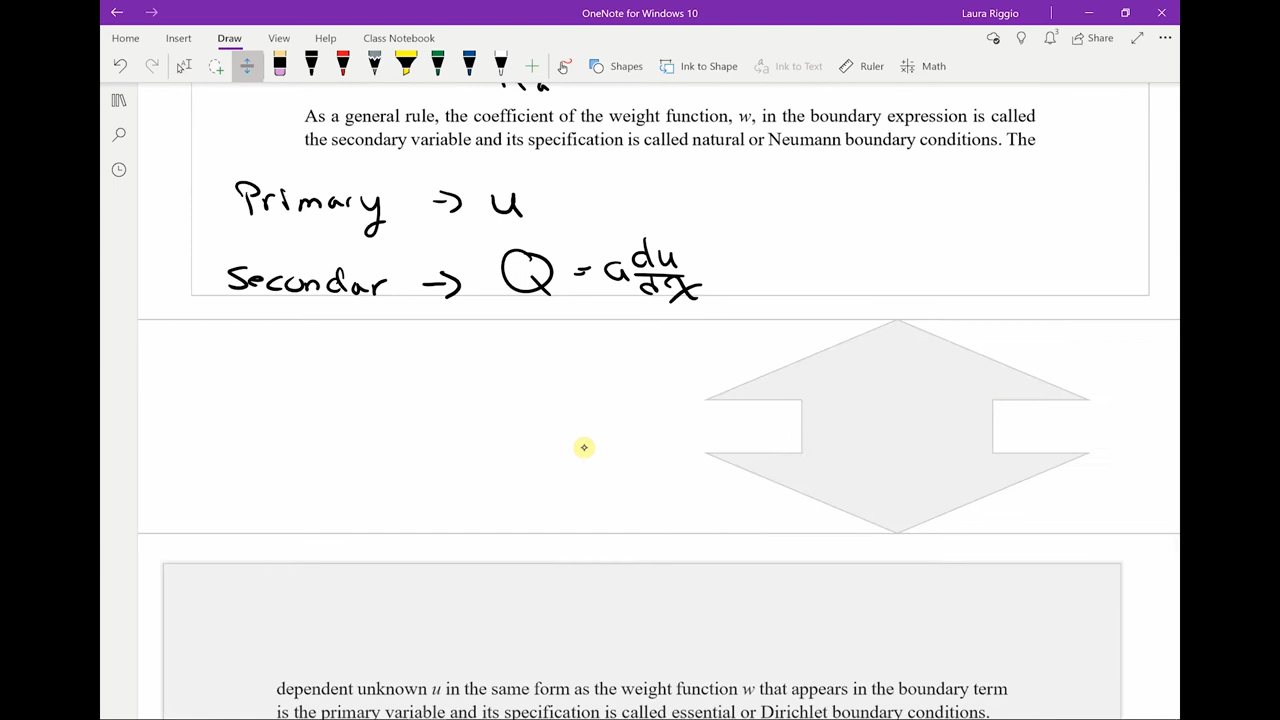 OneNote for Windows 10
Laura Riggio
Home Insert Draw View Help Class Notebook
3
Share
Shapes Ink to Shape Ink to Text Ruler Math
As a general rule, the coefficient of the weight function, w, in the boundary expression is called
the secondary variable and its specification is called natural or Neumann boundary conditions. The
Primary → u
Secondar → Q = a du/dx
dependent unknown u in the same form as the weight function w that appears in the boundary term
is the primary variable and its specification is called essential or Dirichlet boundary conditions.